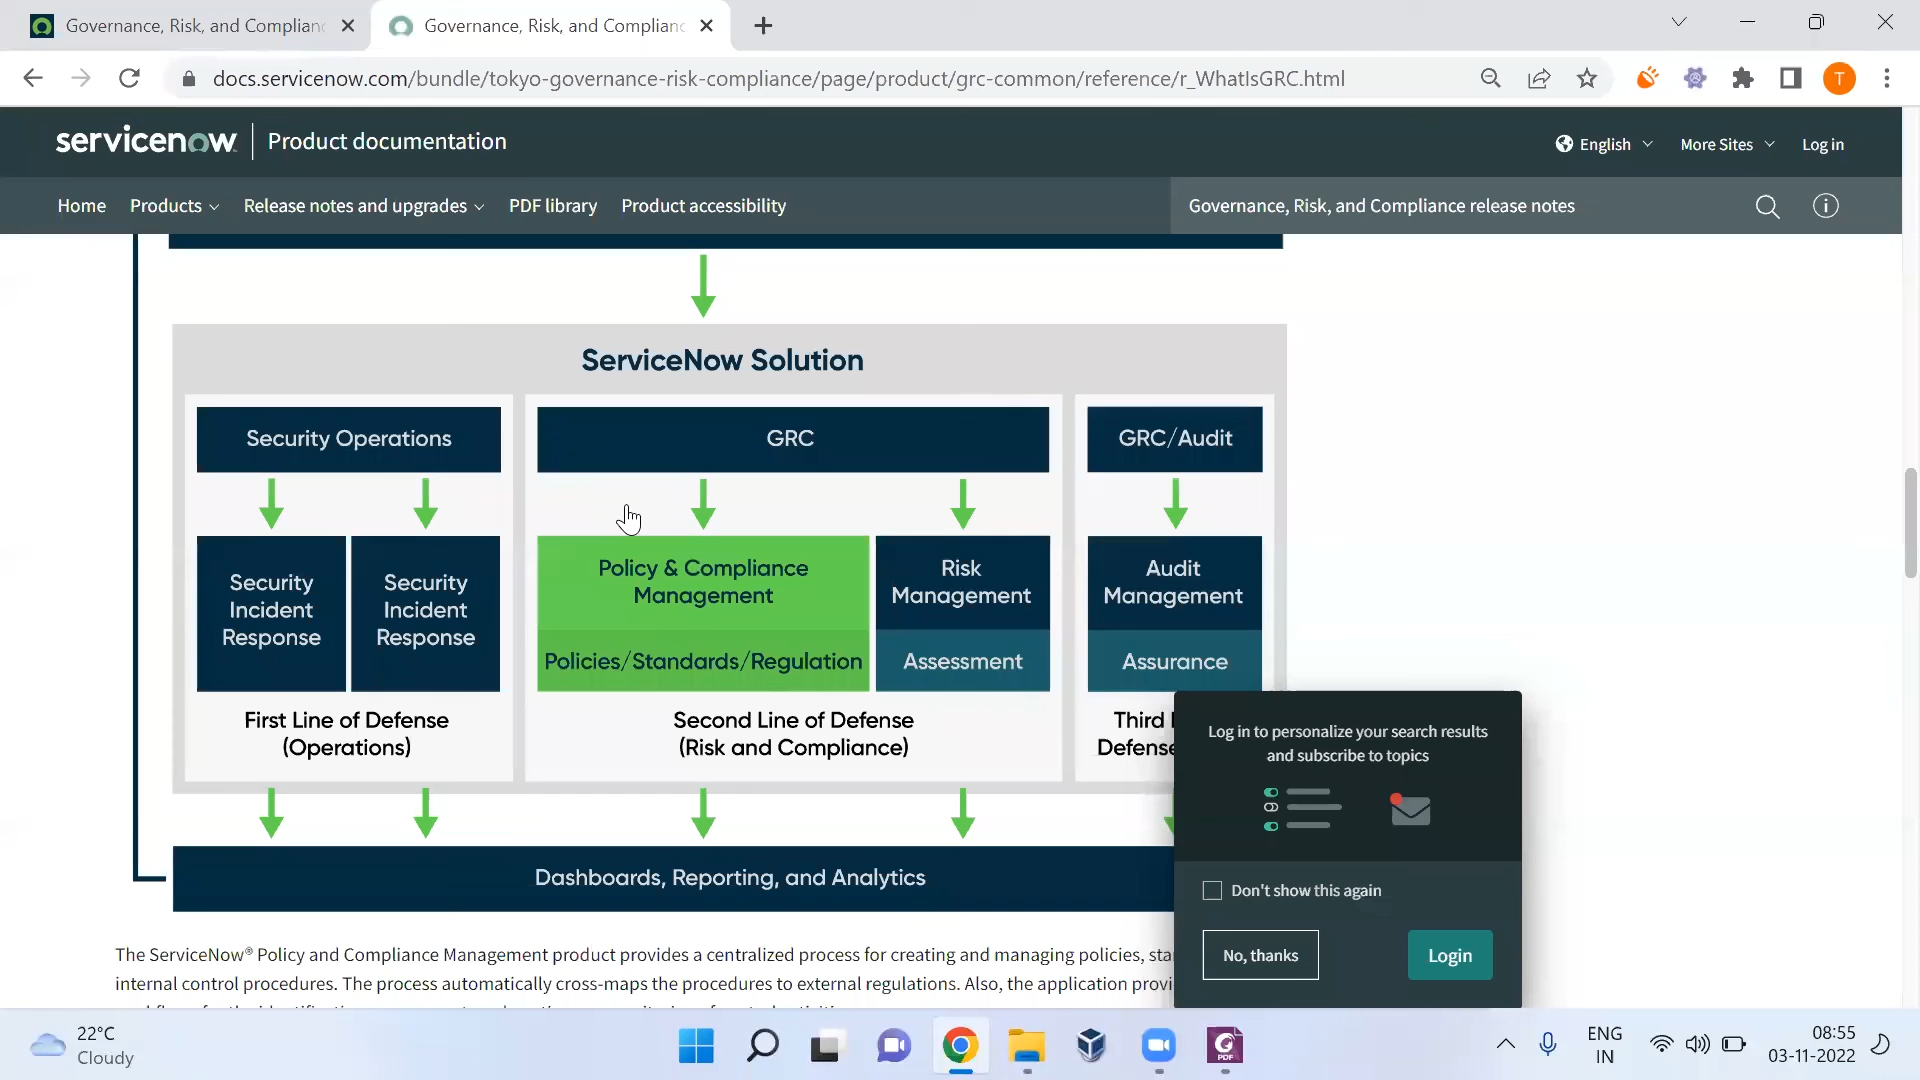 Governance, Risk, and Complian
Governance, Risk, and Complianc
docs.servicenow.com/bundle/tokyo-governance-risk-compliance/page/product/grc-common/reference/r_WhatIsGRC.html
T
servicenow
Product documentation
English
More Sites
Log in
Home
Products
Release notes and upgrades
PDF library
Product accessibility
Governance, Risk, and Compliance release notes
ServiceNow Solution
Security Operations
GRC
GRC/Audit
Security
Incident
Response
Security
Incident
Response
Policy & Compliance
Management
Policies/Standards/Regulation
Risk
Management
Assessment
Audit
Management
Assurance
First Line of Defense
(Operations)
Second Line of Defense
(Risk and Compliance)
Third
Defense
Dashboards, Reporting, and Analytics
The ServiceNow® Policy and Compliance Management product provides a centralized process for creating and managing policies, sta
internal control procedures. The process automatically cross-maps the procedures to external regulations. Also, the application provi
Log in to personalize your search results
and subscribe to topics
Don't show this again
No, thanks
Login
22°C
Cloudy
PDF
ENG
IN
08:55
03-11-2022